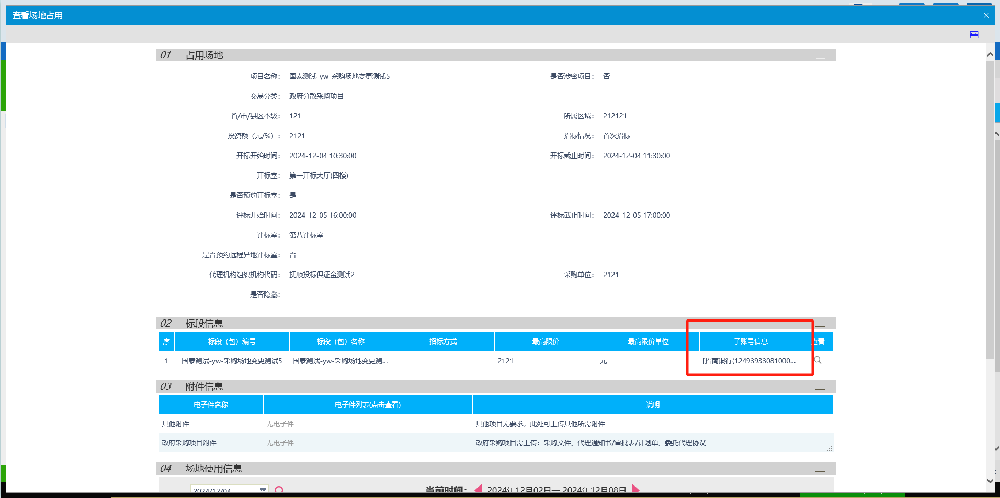 查看场地占用
01 占用场地
项目名称： 国泰测试-yw-采购场地变更测试5 是否涉密项目： 否
交易分类： 政府分散采购项目
省/市/县区本级： 121 所属区域： 212121
投资额（元/%）： 2121 招标情况： 首次招标
开标开始时间： 2024-12-04 10:30:00 开标截止时间： 2024-12-04 11:30:00
开标室： 第一开标大厅(四楼)
是否预约开标室： 是
评标开始时间： 2024-12-05 16:00:00 评标截止时间： 2024-12-05 17:00:00
评标室： 第八评标室
是否预约远程异地评标室： 否
代理机构组织机构代码： 抚顺投标保证金测试2 采购单位： 2121
是否隐藏：
02 标段信息
序 标段（包）编号 标段（包）名称 招标方式 最高限价 最高限价单位 子账号信息 查看
1 国泰测试-yw-采购场地变更测试5 国泰测试-yw-采购场地变更测... 2121 元 [招商银行(12493933081000...
03 附件信息
电子件名称 电子件列表(点击查看) 说明
其他附件 无电子件 其他项目无要求，此处可上传其他所需附件
政府采购项目附件 无电子件 政府采购项目需上传：采购文件、代理通知书/审批表/计划单、委托代理协议
04 场地使用信息
2024/12/04 当前时间： 2024年12月02日— 2024年12月08日